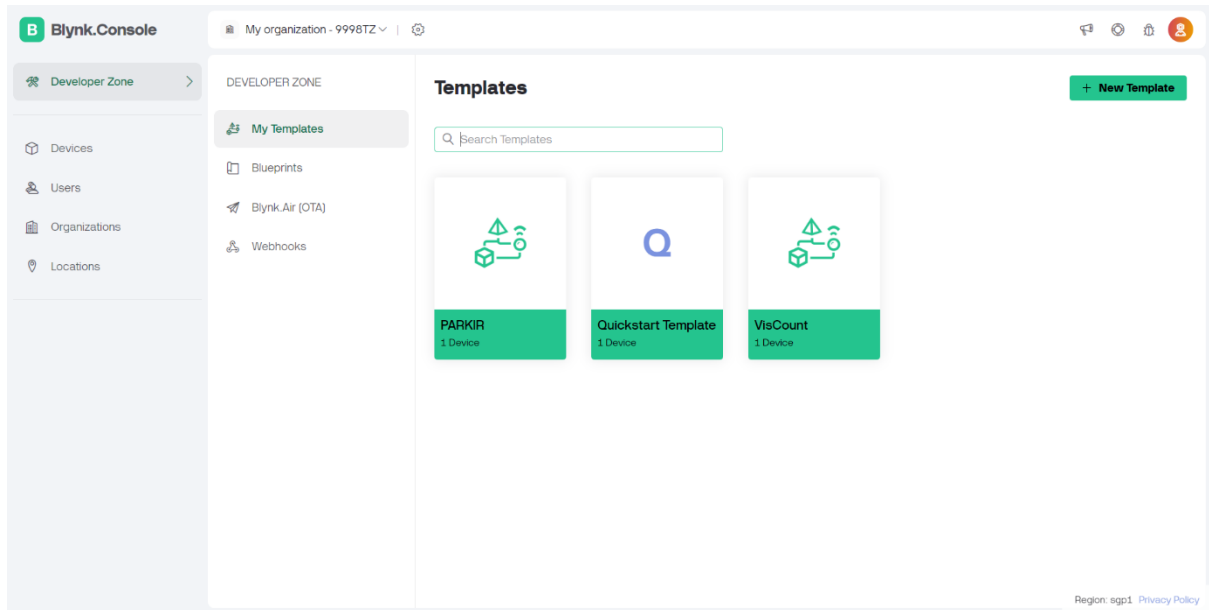 B Blynk.Console
My organization - 9998TZ
Developer Zone
Devices
Users
Organizations
Locations
DEVELOPER ZONE
My Templates
Blueprints
Blynk.Air (OTA)
Webhooks
Templates
+ New Template
Search Templates
Q
PARKIR
1 Device
Quickstart Template
1 Device
VisCount
1 Device
Region: sgp1 Privacy Policy